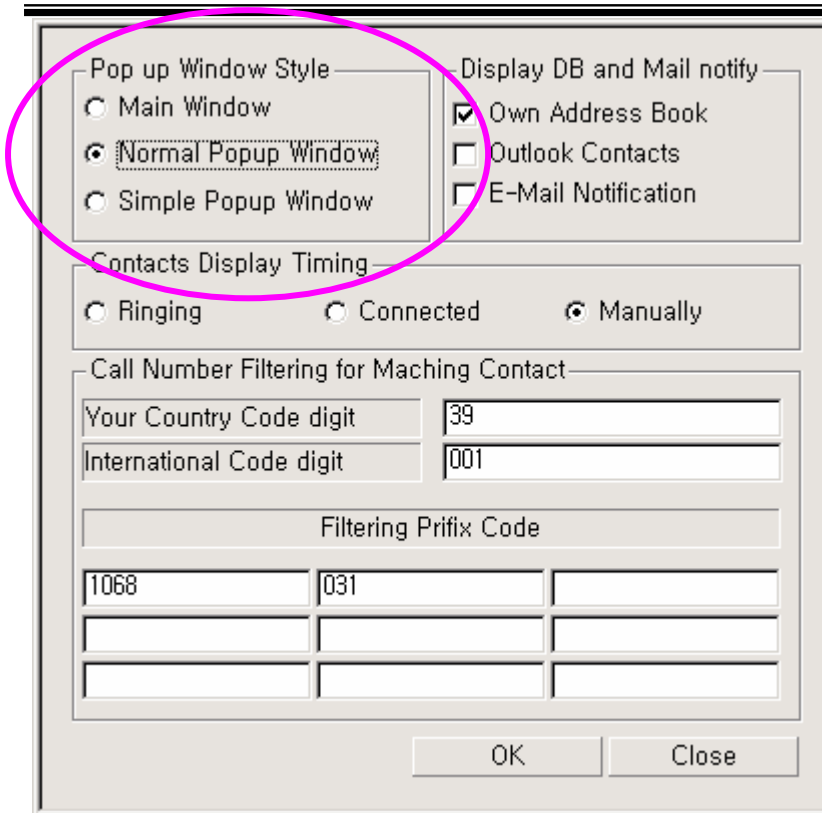 Pop up Window Style
Main Window
Normal Popup Window
Simple Popup Window
Display DB and Mail notify
Own Address Book
Outlook Contacts
E-Mail Notification
Contacts Display Timing
Ringing Connected Manually
Call Number Filtering for Maching Contact
Your Country Code digit 39
International Code digit 001
Filtering Prifix Code
1068 031
OK Close